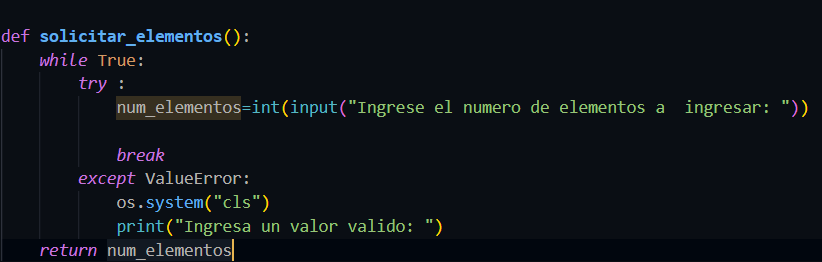 def solicitar_elementos():
    while True:
        try :
            num_elementos=int(input("Ingrese el numero de elementos a  ingresar: "))
            break
        except ValueError:
            os.system("cls")
            print("Ingresa un valor valido: ")
    return num_elementos